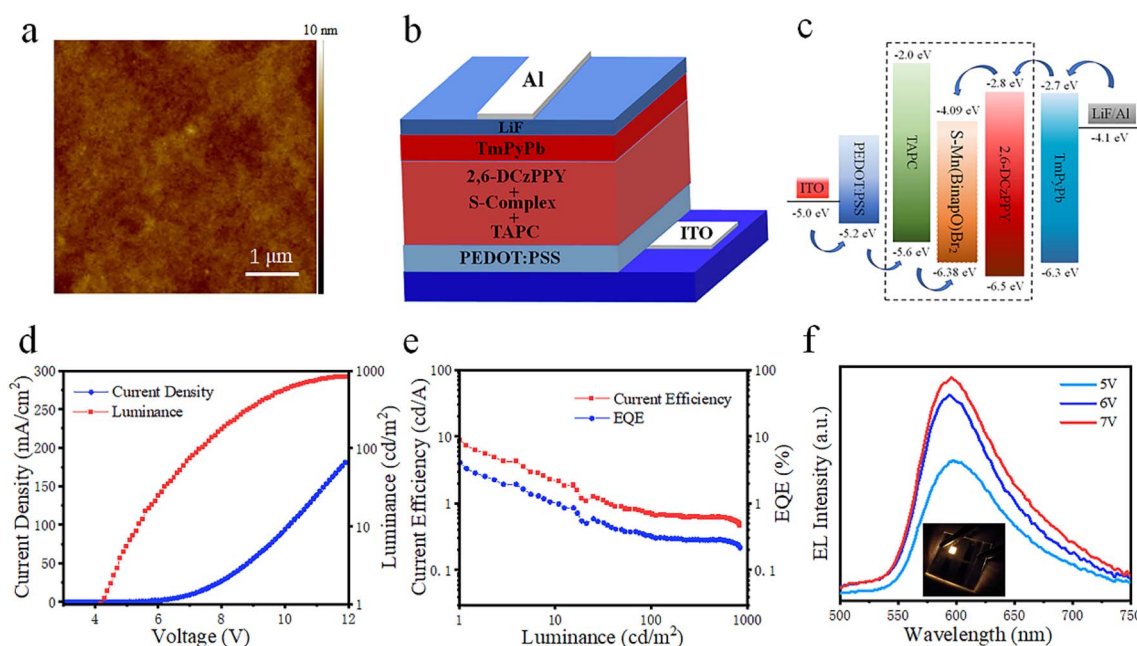 a
10 nm
1 μm
b
Al
LiF
TmPyPb
2,6-DCzPPY
+
S-Complex
+
TAPC
PEDOT:PSS
ITO
c
-2.0 eV
-2.8 eV
-2.7 eV
-4.09 eV
LiF/Al
-4.1 eV
ITO
-5.0 eV
PEDOT:PSS
-5.2 eV
TAPC
-5.6 eV
S-Mn(BinapO)Br2
-6.38 eV
2,6-DCzPPY
-6.5 eV
TmPyPb
-6.3 eV
d
Current Density (mA/cm2)
300
275
250
225
200
175
150
125
100
75
50
25
0
Current Density
Luminance
1000
100
10
1
Luminance (cd/m2)
4 6 8 10 12
Voltage (V)
e
Current Efficiency (cd/A)
100
10
1
0.1
Current Efficiency
EQE
100
10
1
0.1
EQE (%)
1 10 100 1000
Luminance (cd/m2)
f
EL Intensity (a.u.)
5V
6V
7V
500 550 600 650 700 750
Wavelength (nm)